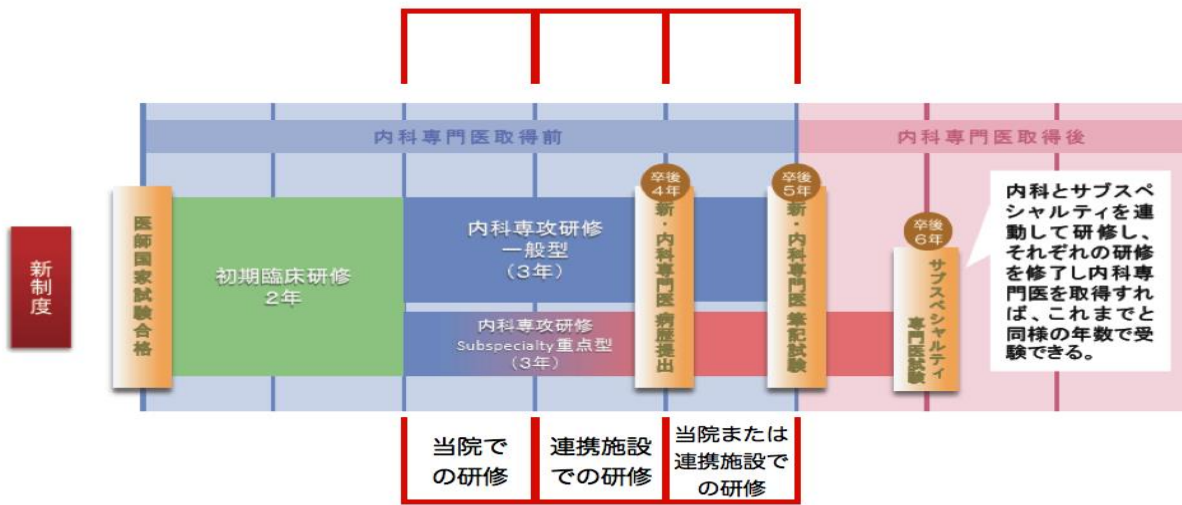 内科専門医取得前
内科専門医取得後
新制度
医師国家試験合格
初期臨床研修
2年
内科専攻研修
一般型
（3年）
内科専攻研修
Subspecialty重点型
（3年）
卒後
4年
新・内科専門医 病歴提出
卒後
5年
新・内科専門医 筆記試験
卒後
6年
サブスペシャルティ
専門医試験
内科とサブスペ
シャルティを連
動して研修し、
それぞれの研修
を修了し内科専
門医を取得すれ
ば、これまでと
同様の年数で受
験できる。
当院で
の研修
連携施設
での研修
当院または
連携施設で
の研修